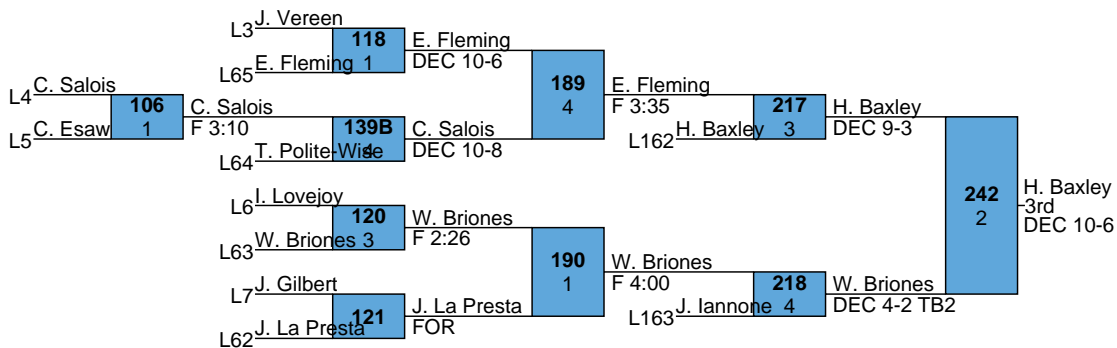 L4 C. Salois
L5 C. Esaw
106
1
C. Salois
F 3:10
L3 J. Vereen
L65 E. Fleming
118
1
E. Fleming
DEC 10-6
L64 T. Polite-Wise
139B
4
C. Salois
DEC 10-8
189
4
E. Fleming
F 3:35
L162 H. Baxley
217
3
H. Baxley
DEC 9-3
L6 I. Lovejoy
L63 W. Briones
120
3
W. Briones
F 2:26
L7 J. Gilbert
L62 J. La Presta
121
J. La Presta
FOR
190
1
W. Briones
F 4:00
L163 J. Iannone
218
4
W. Briones
DEC 4-2 TB2
242
2
H. Baxley
3rd
DEC 10-6